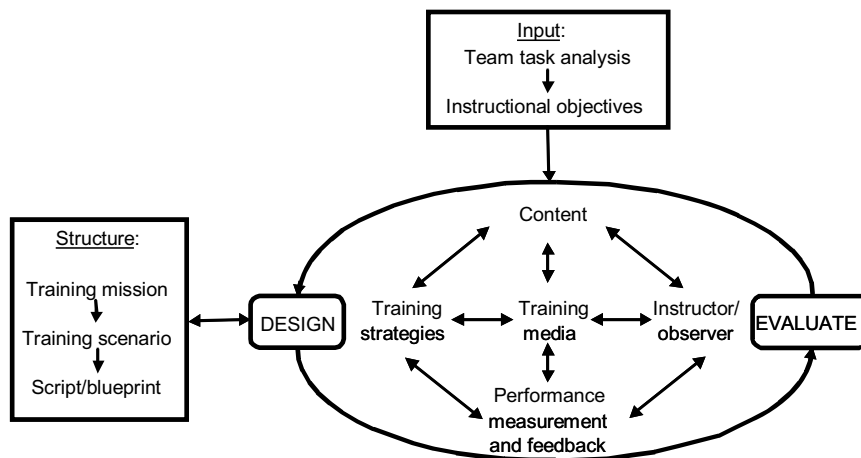 Input:
Team task analysis
Instructional objectives
Content
Structure:
Training mission
Training scenario
Script/blueprint
DESIGN
Training
strategies
Training
media
Instructor/
observer
EVALUATE
Performance
measurement
and feedback